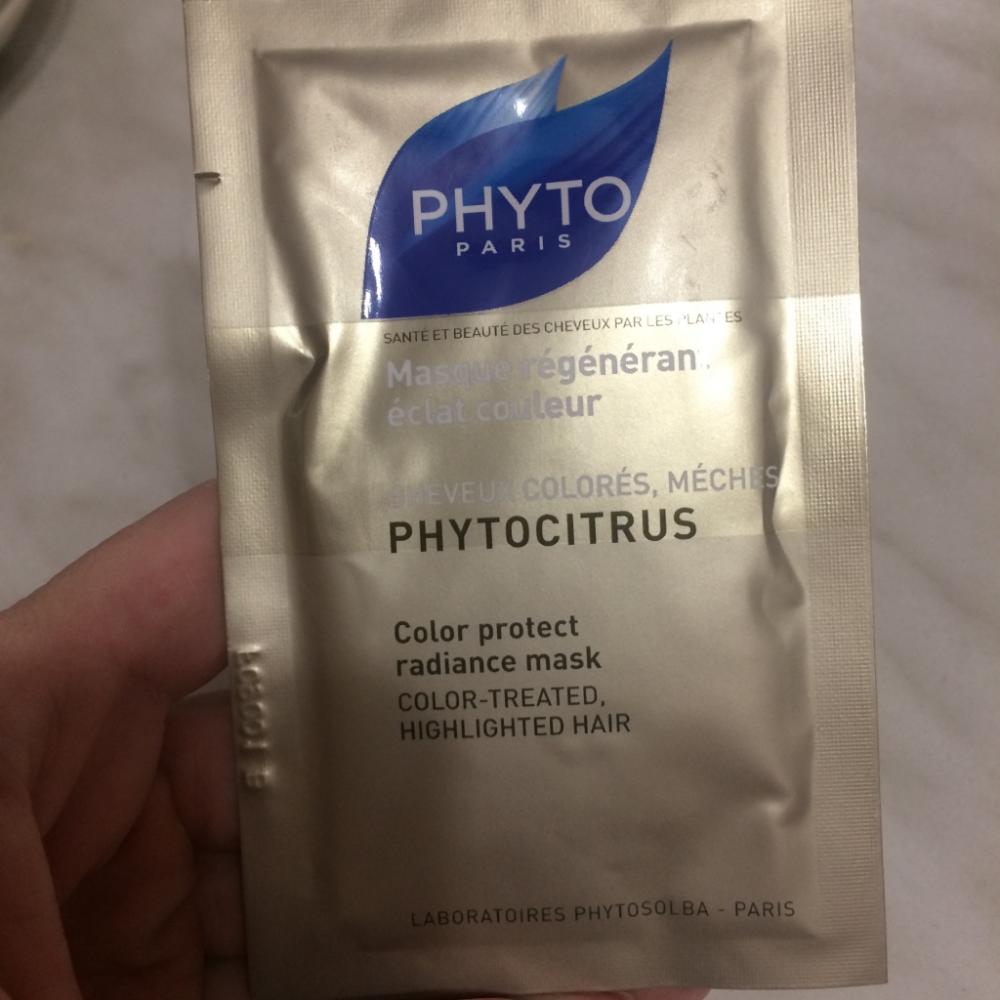 PHYTO
PARIS
SANTÉ ET BEAUTÉ DES CHEVEUX PAR LES PLANTES
Masque régénérant
éclat couleur
CHEVEUX COLORÉS, MÉCHÉS
PHYTOCITRUS
Color protect
radiance mask
COLOR-TREATED,
HIGHLIGHTED HAIR
LABORATOIRES PHYTOSOLBA - PARIS